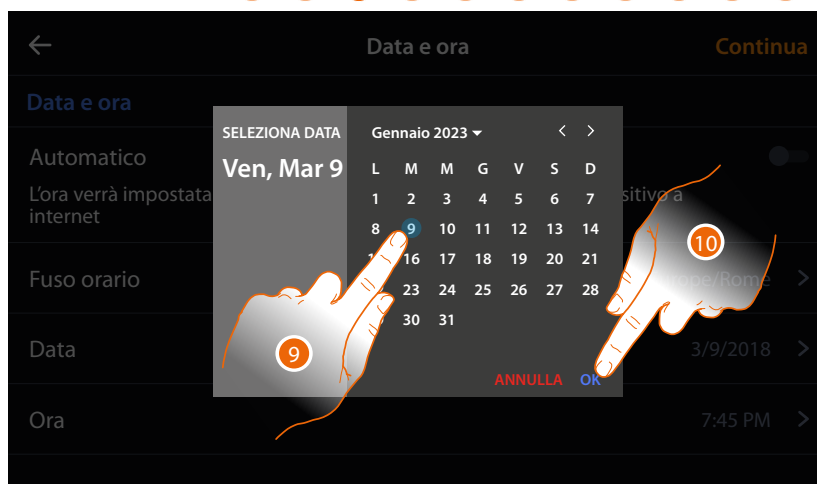 Data e ora
Continua
Data e ora
Automatico
L'ora verrà impostata
sitivo a
internet
Fuso orario
ope/Rome
Data
3/9/2018
Ora
7:45 PM
SELEZIONA DATA
Ven, Mar 9
Gennaio 2023
L M M G V S D
1 2 3 4 5 6 7
8 9 10 11 12 13 14
16 17 18 19 20 21
23 24 25 26 27 28
30 31
ANNULLA OK
9
10